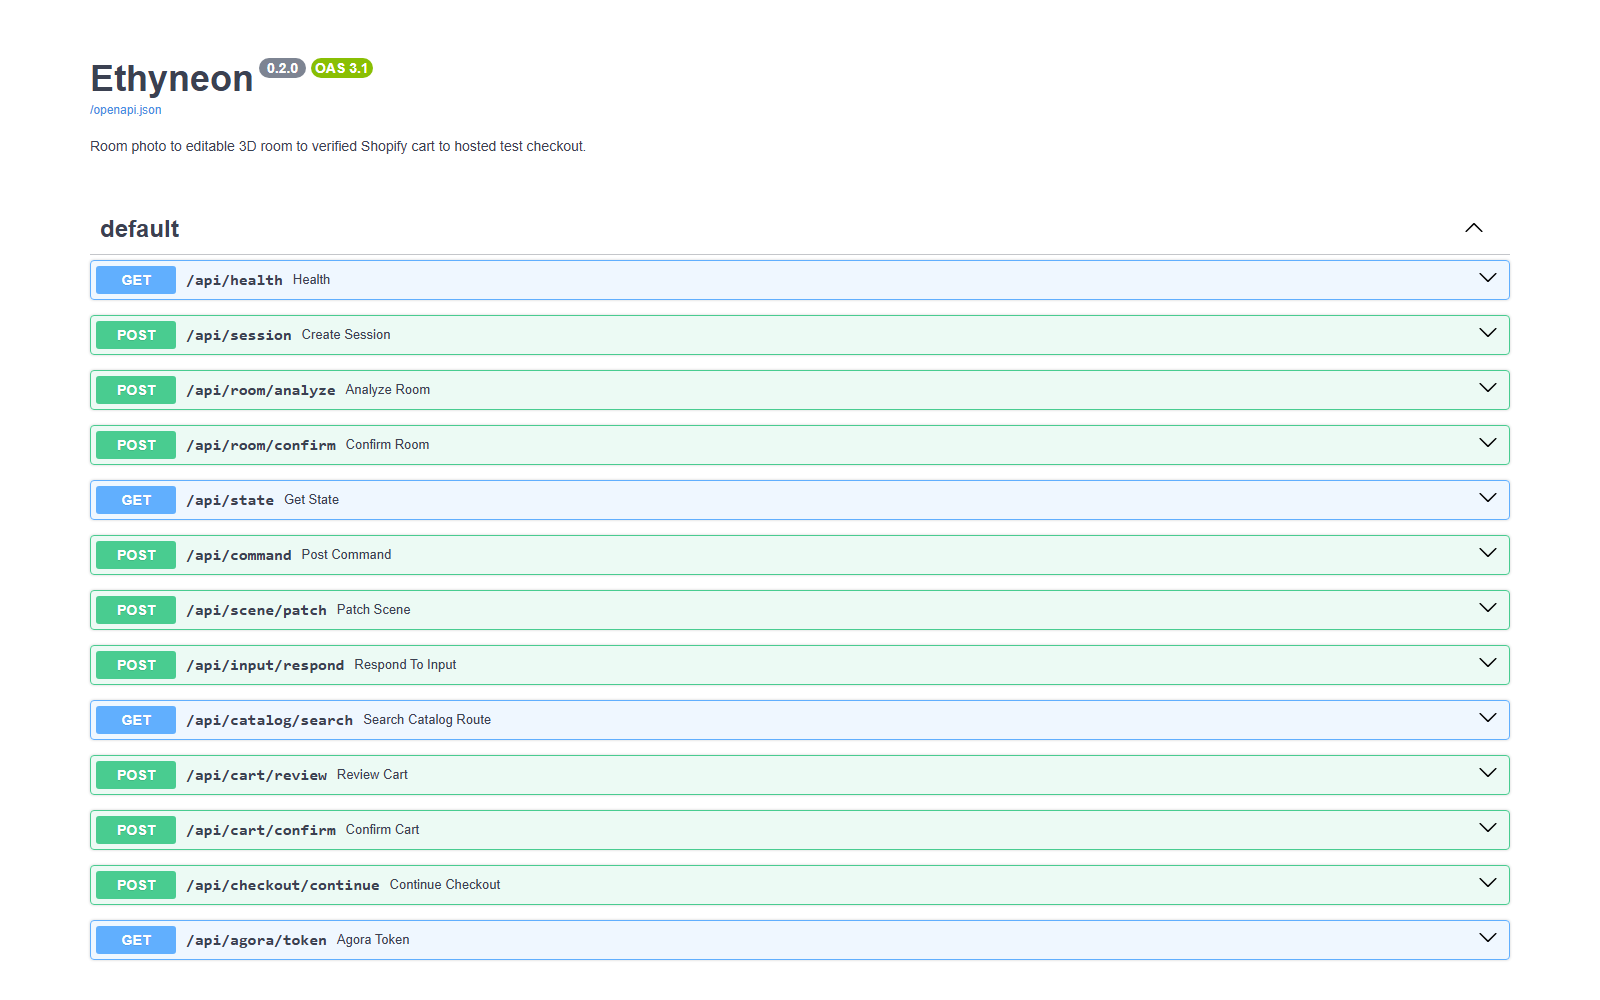 Ethyneon 0.2.0 OAS 3.1
/openapi.json
Room photo to editable 3D room to verified Shopify cart to hosted test checkout.
default
GET /api/health Health
POST /api/session Create Session
POST /api/room/analyze Analyze Room
POST /api/room/confirm Confirm Room
GET /api/state Get State
POST /api/command Post Command
POST /api/scene/patch Patch Scene
POST /api/input/respond Respond To Input
GET /api/catalog/search Search Catalog Route
POST /api/cart/review Review Cart
POST /api/cart/confirm Confirm Cart
POST /api/checkout/continue Continue Checkout
GET /api/agora/token Agora Token